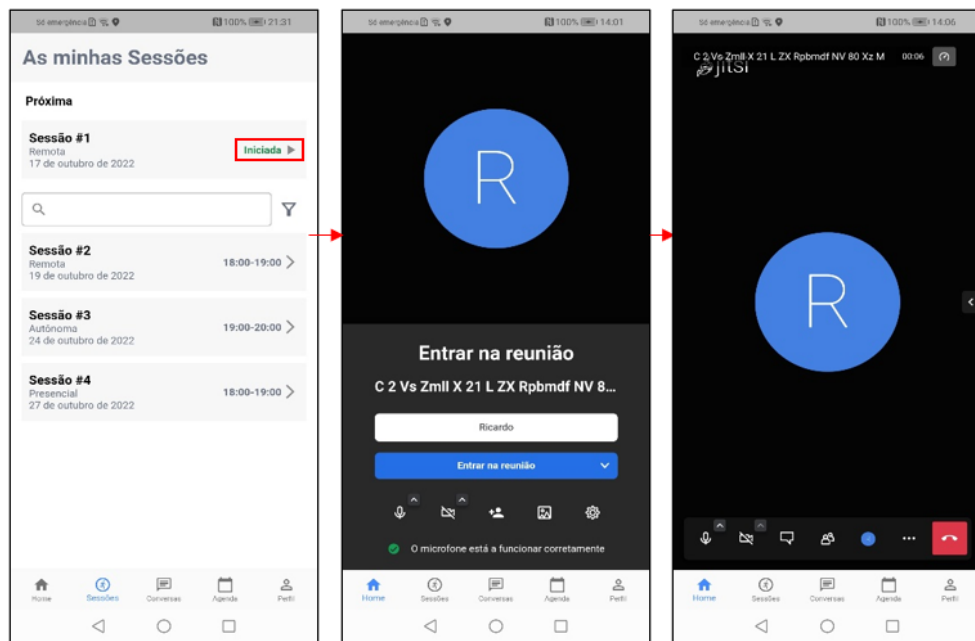 Só emergência 100% 21:31
As minhas Sessões
Próxima
Sessão #1
Remota
17 de outubro de 2022
Iniciada
Sessão #2
Remota
19 de outubro de 2022
18:00-19:00
Sessão #3
Autónoma
24 de outubro de 2022
19:00-20:00
Sessão #4
Presencial
27 de outubro de 2022
18:00-19:00
Home Sessões Conversas Agenda Perfil
Só emergência 100% 14:01
R
Entrar na reunião
C 2 Vs Zmll X 21 L ZX Rpbmdf NV 8...
Ricardo
Entrar na reunião
O microfone está a funcionar corretamente
Home Sessões Conversas Agenda Perfil
Só emergência 100% 14:06
C 2 Vs Zmll X 21 L ZX Rpbmdf NV 80 Xz M 00:06
jitsi
R
Home Sessões Conversas Agenda Perfil